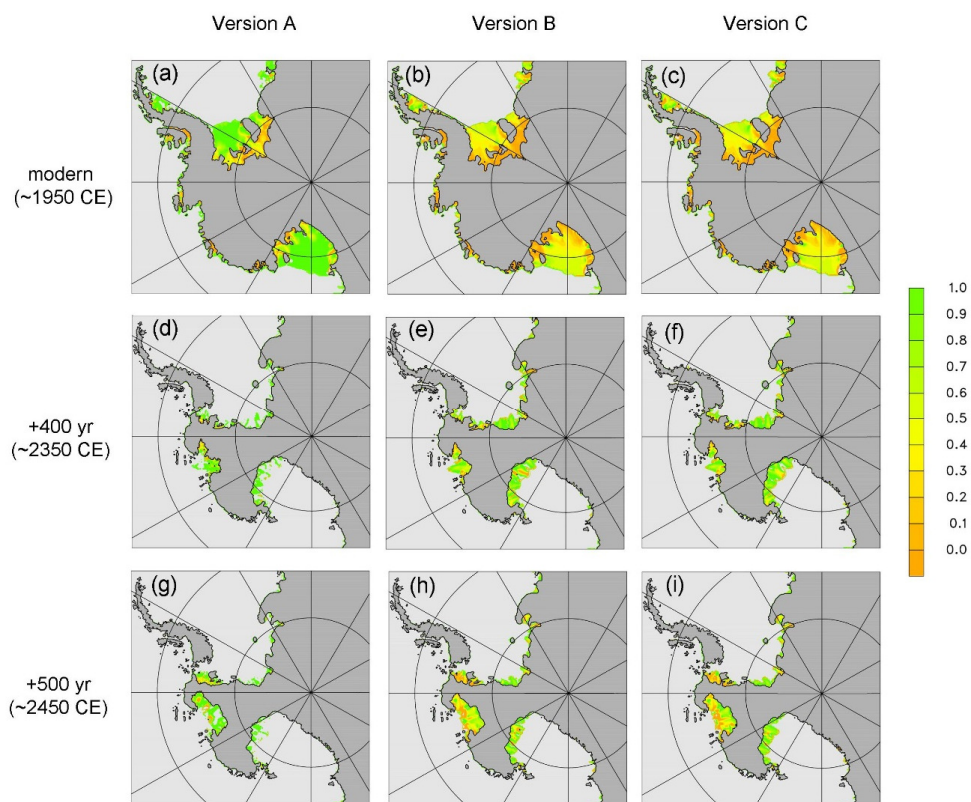 Version A
Version B
Version C
(a)
(b)
(c)
modern
(~1950 CE)
(d)
(e)
(f)
+400 yr
(~2350 CE)
(g)
(h)
(i)
+500 yr
(~2450 CE)
1.0
0.9
0.8
0.7
0.6
0.5
0.4
0.3
0.2
0.1
0.0